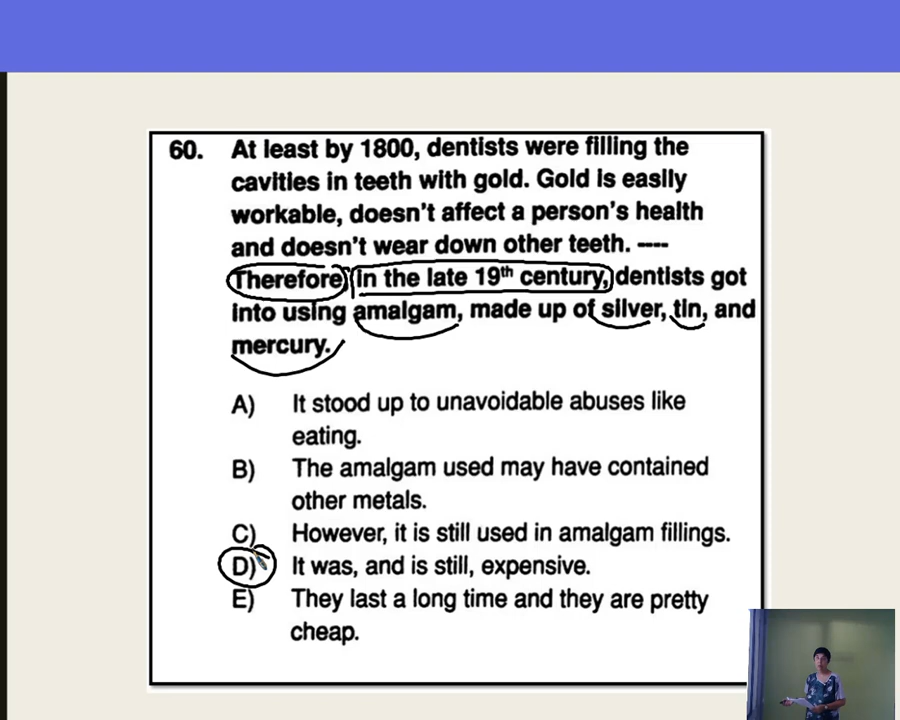 60. At least by 1800, dentists were filling the
cavities in teeth with gold. Gold is easily
workable, doesn't affect a person's health
and doesn't wear down other teeth. ----
Therefore, in the late 19th century, dentists got
into using amalgam, made up of silver, tin, and
mercury.
A) It stood up to unavoidable abuses like
eating.
B) The amalgam used may have contained
other metals.
C) However, it is still used in amalgam fillings.
D) It was, and is still, expensive.
E) They last a long time and they are pretty
cheap.